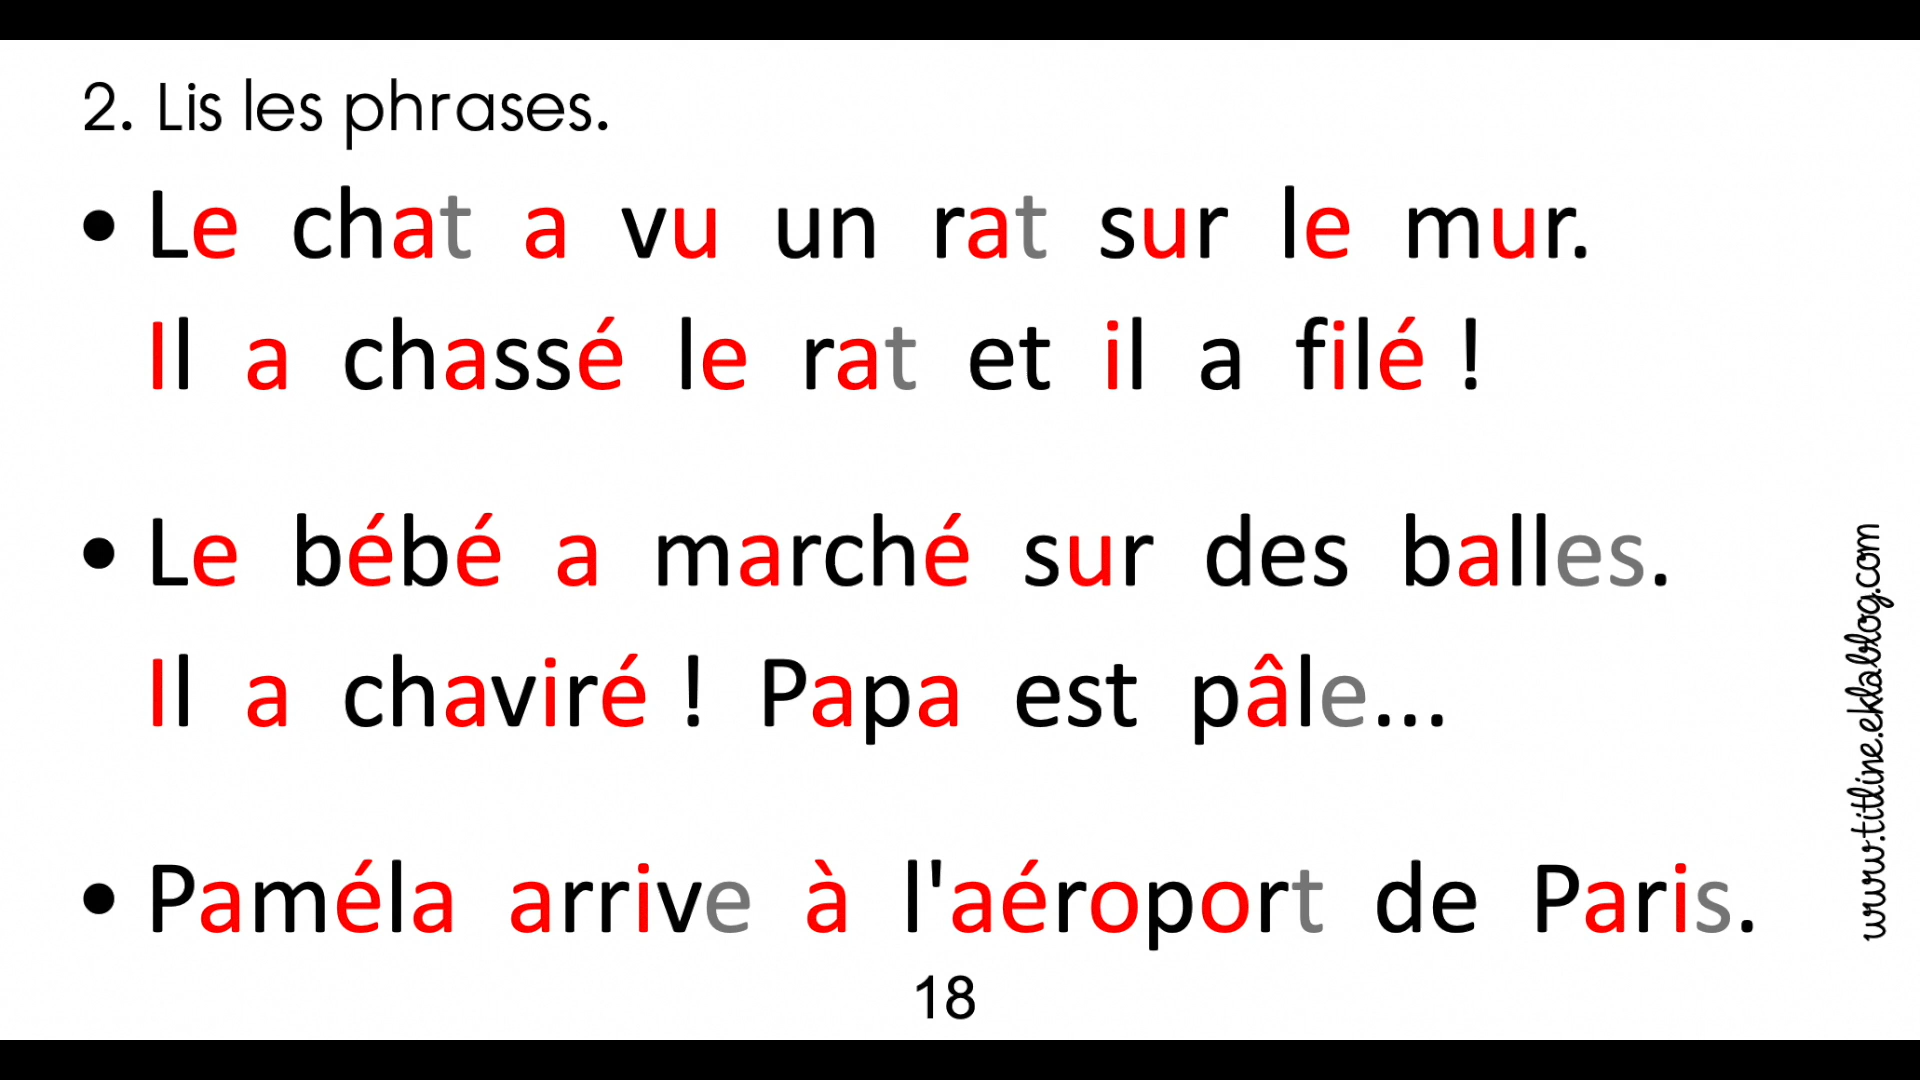 2. Lis les phrases.
• Le chat a vu un rat sur le mur.
Il a chassé le rat et il a filé !
• Le bébé a marché sur des balles.
Il a chaviré ! Papa est pâle...
• Paméla arrive à l'aéroport de Paris.
18
www.titline.eklablog.com